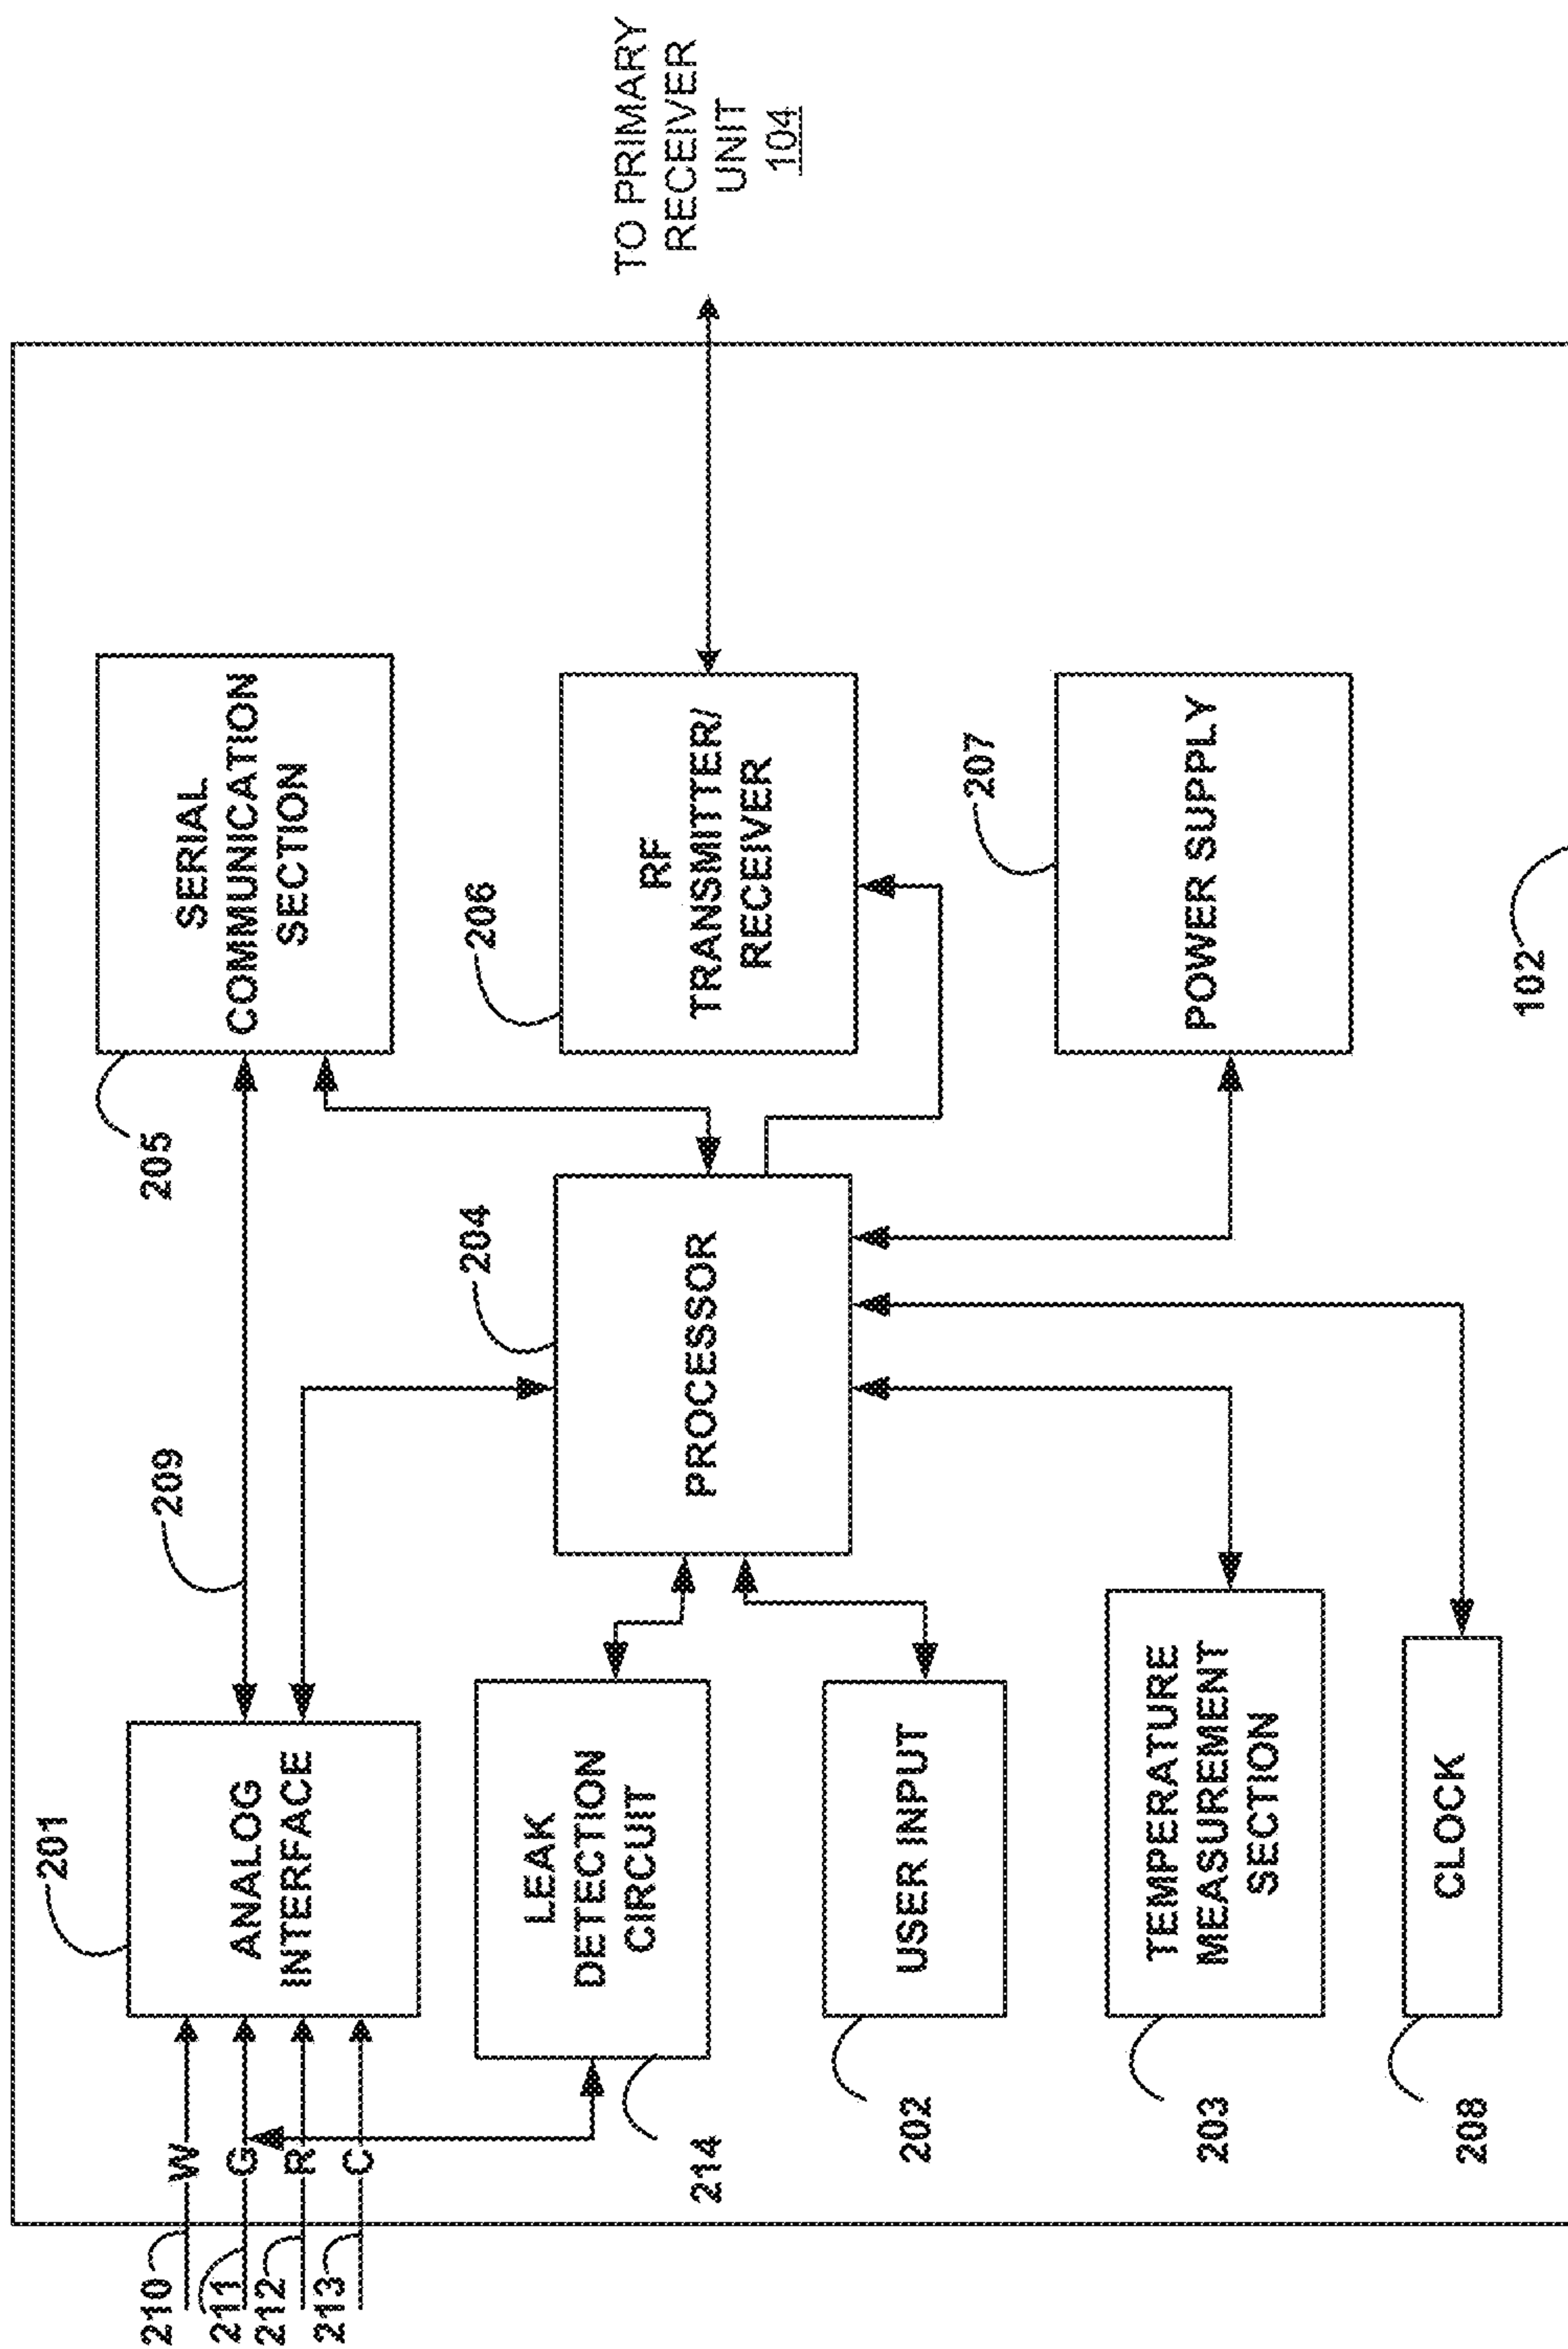 210
W
211
G
212
R
213
C
201
ANALOG
INTERFACE
209
205
SERIAL
COMMUNICATION
SECTION
214
LEAK
DETECTION
CIRCUIT
204
PROCESSOR
206
RF
TRANSMITTER/
RECEIVER
TO PRIMARY
RECEIVER
UNIT
104
202
USER INPUT
203
TEMPERATURE
MEASUREMENT
SECTION
207
POWER SUPPLY
208
CLOCK
102